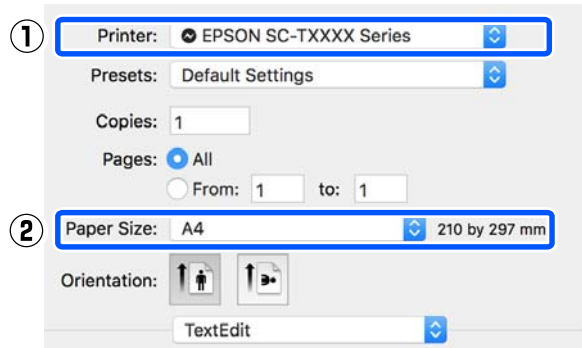 ① Printer: EPSON SC-TXXXX Series
Presets: Default Settings
Copies: 1
Pages: All
From: 1 to: 1
② Paper Size: A4 210 by 297 mm
Orientation:
TextEdit